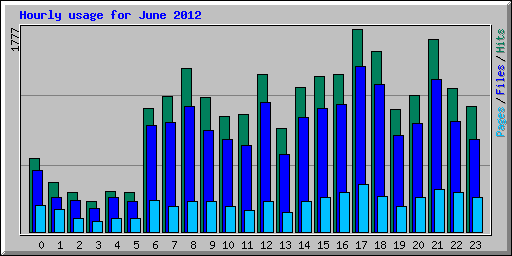 Hourly usage for June 2012
1777
Pages/Files/Hits
0 1 2 3 4 5 6 7 8 9 10 11 12 13 14 15 16 17 18 19 20 21 22 23